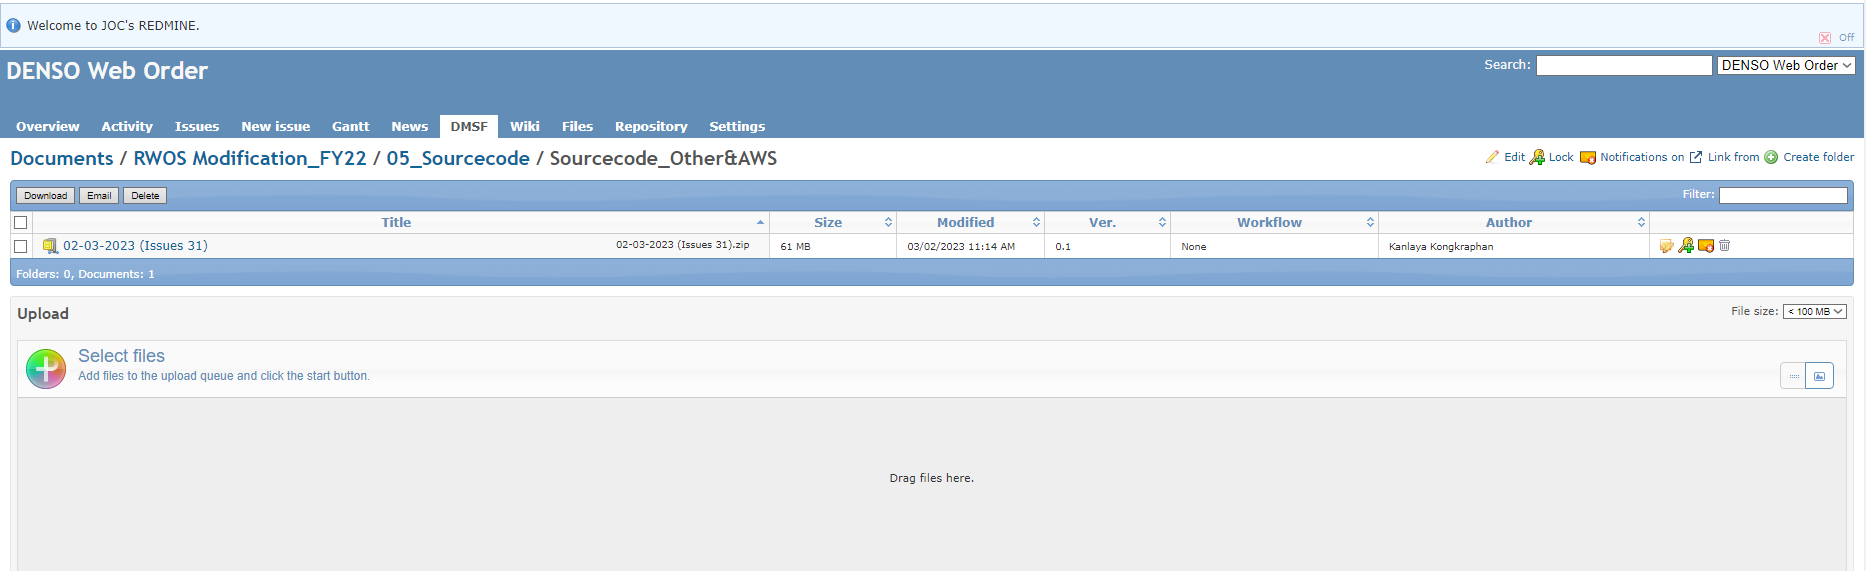 Welcome to JOC's REDMINE.
Off
DENSO Web Order
Search: DENSO Web Order
Overview Activity Issues New issue Gantt News DMSF Wiki Files Repository Settings
Documents / RWOS Modification_FY22 / 05_Sourcecode / Sourcecode_Other&AWS
Edit Lock Notifications on Link from Create folder
Download Email Delete Filter:
Title Size Modified Ver. Workflow Author
02-03-2023 (Issues 31) 02-03-2023 (Issues 31).zip 61 MB 03/02/2023 11:14 AM 0.1 None Kanlaya Kongkraphan
Folders: 0, Documents: 1
Upload File size: < 100 MB
Select files
Add files to the upload queue and click the start button.
Drag files here.